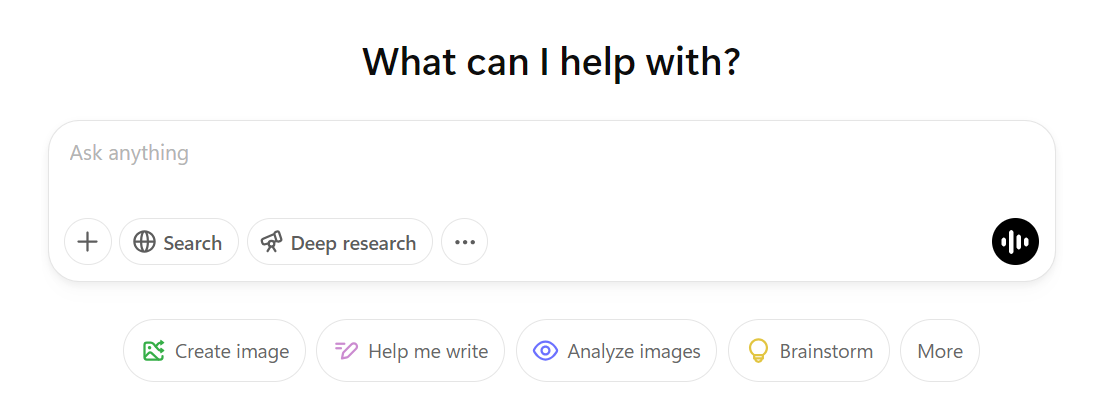 What can I help with?
Ask anything
Search Deep research
Create image Help me write Analyze images Brainstorm More